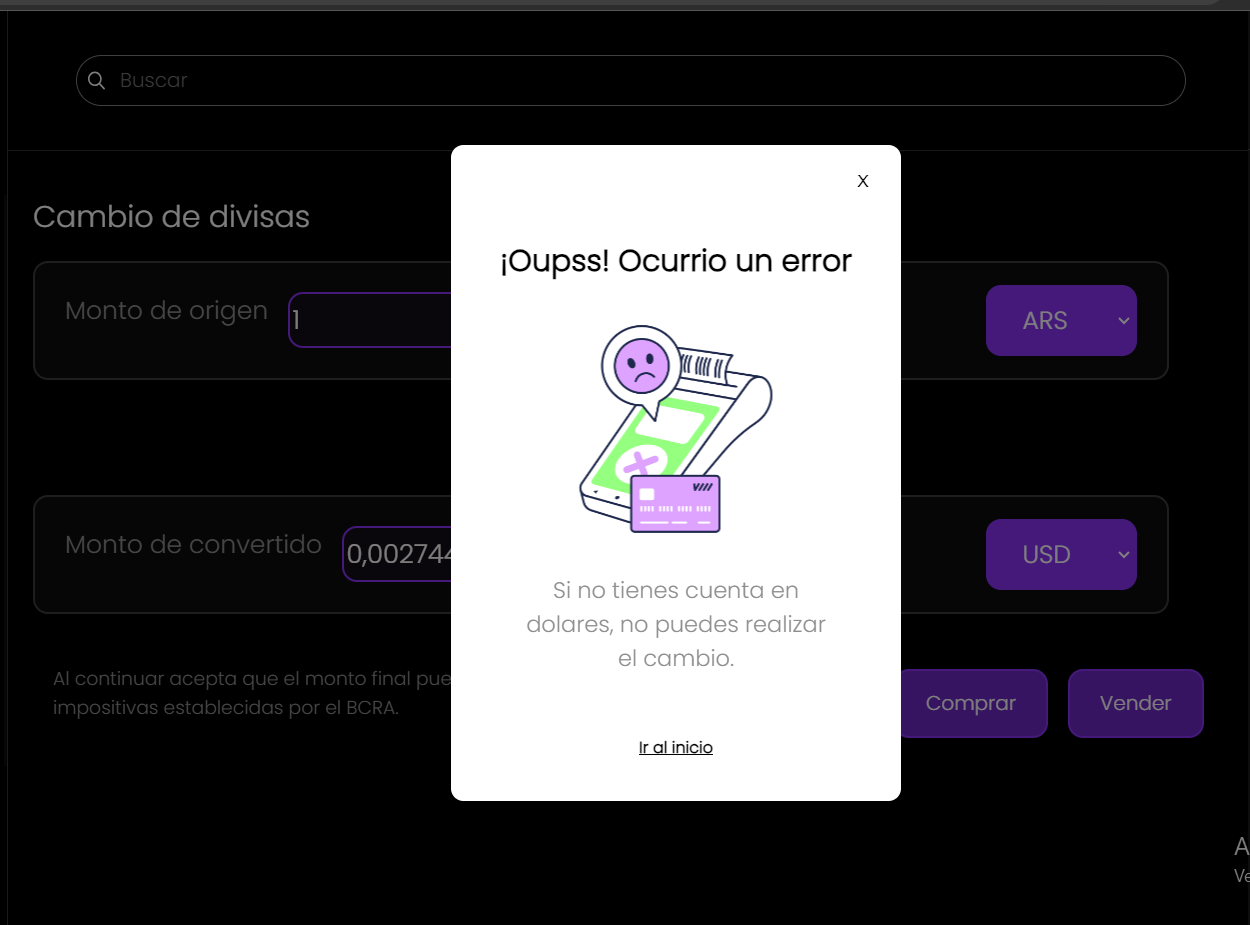 Buscar
X
Cambio de divisas
¡Oupss! Ocurrio un error
Monto de origen
1
ARS
Monto de convertido
0,002744
USD
Si no tienes cuenta en
dolares, no puedes realizar
el cambio.
Al continuar acepta que el monto final pue
impositivas establecidas por el BCRA.
Comprar
Vender
Ir al inicio
A
Ve